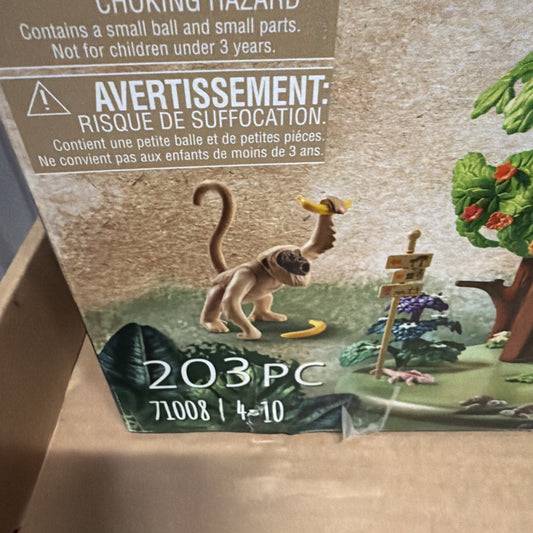 CHOKING HAZARD
Contains a small ball and small parts.
Not for children under 3 years.
AVERTISSEMENT:
RISQUE DE SUFFOCATION.
Contient une petite balle et de petites pièces.
Ne convient pas aux enfants de moins de 3 ans.
203 PC
71008 | 4-10